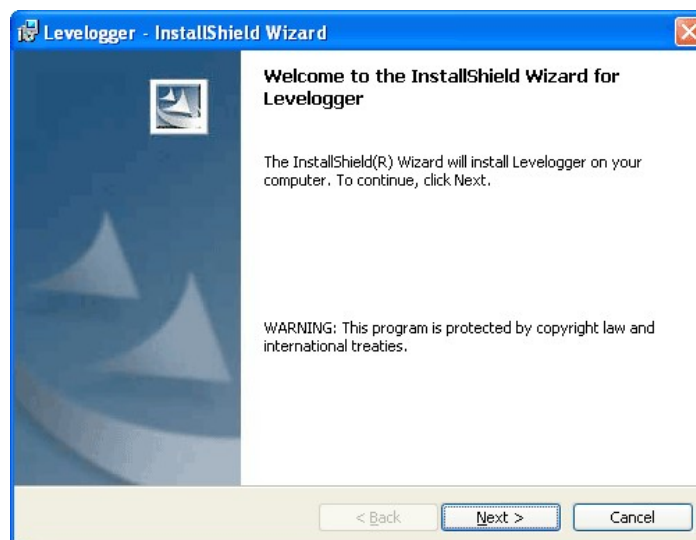 Levelogger - InstallShield Wizard
Welcome to the InstallShield Wizard for
Levelogger
The InstallShield(R) Wizard will install Levelogger on your
computer. To continue, click Next.
WARNING: This program is protected by copyright law and
international treaties.
< Back
Next >
Cancel